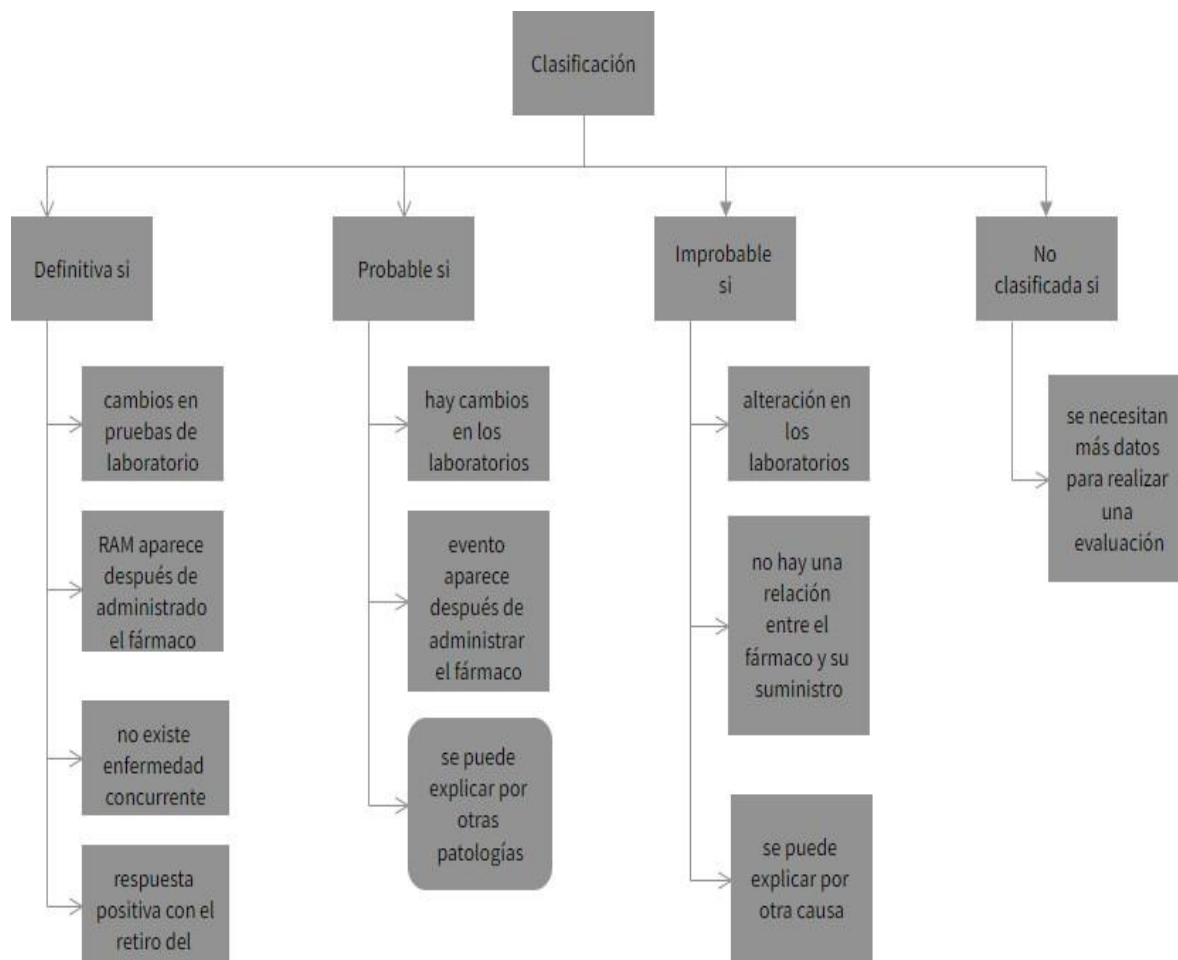 Clasificación
Definitiva si
Probable si
Improbable
si
No
clasificada si
cambios en
pruebas de
laboratorio
RAM aparece
después de
administrado
el fármaco
no existe
enfermedad
concurrente
respuesta
positiva con el
retiro del
hay cambios
en los
laboratorios
evento
aparece
después de
administrar
el fármaco
se puede
explicar por
otras
patologías
alteración en
los
laboratorios
no hay una
relación
entre el
fármaco y su
suministro
se puede
explicar por
otra causa
se necesitan
más datos
para realizar
una
evaluación